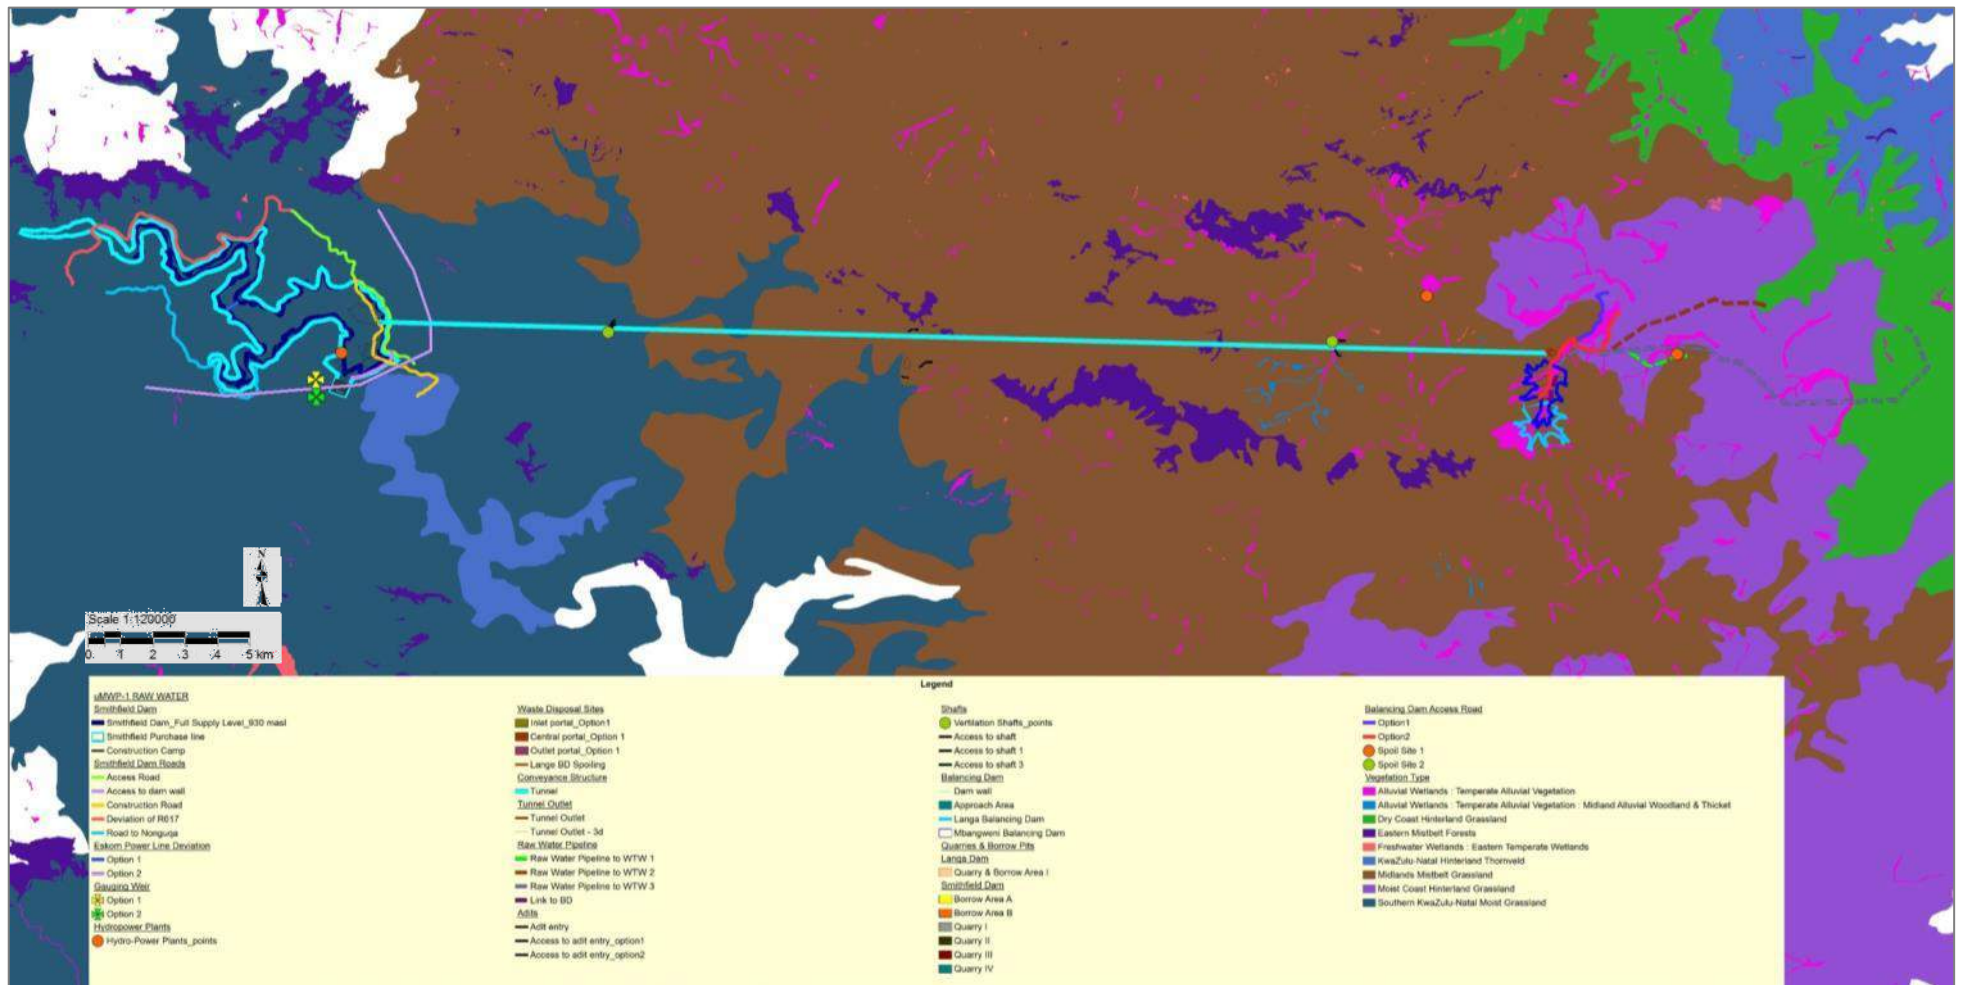 N
Scale 1:120000
0 1 2 3 4 5 km
Legend
uMWP-1 RAW WATER
Smithfield Dam
Smithfield Dam_Full Supply Level_930 masl
Smithfield Purchase line
Construction Camp
Smithfield Dam Roads
Access Road
Access to dam wall
Construction Road
Deviation of R617
Road to Nonguqa
Eskom Power Line Deviation
Option 1
Option 2
Gauging Weir
Option 1
Option 2
Hydropower Plants
Hydro-Power Plants_points
Waste Disposal Sites
Inlet portal_Option1
Central portal_Option 1
Outlet portal_Option 1
Lange BD Spoiling
Conveyance Structure
Tunnel
Tunnel Outlet
Tunnel Outlet
Tunnel Outlet - 3d
Raw Water Pipeline
Raw Water Pipeline to WTW 1
Raw Water Pipeline to WTW 2
Raw Water Pipeline to WTW 3
Link to BD
Adits
Adit entry
Access to adit entry_option1
Access to adit entry_option2
Shafts
Vertilation Shafts_points
Access to shaft
Access to shaft 1
Access to shaft 3
Balancing Dam
Dam wall
Approach Area
Langa Balancing Dam
Mbangweni Balancing Dam
Quarries & Borrow Pits
Langa Dam
Quarry & Borrow Area I
Smithfield Dam
Borrow Area A
Borrow Area B
Quarry I
Quarry II
Quarry III
Quarry IV
Balancing Dam Access Road
Option1
Option2
Spoil Site 1
Spoil Site 2
Vegetation Type
Alluvial Wetlands : Temperate Alluvial Vegetation
Alluvial Wetlands : Temperate Alluvial Vegetation : Midland Alluvial Woodland & Thicket
Dry Coast Hinterland Grassland
Eastern Mistbelt Forests
Freshwater Wetlands : Eastern Temperate Wetlands
KwaZulu-Natal Hinterland Thornveld
Midlands Mistbelt Grassland
Moist Coast Hinterland Grassland
Southern KwaZulu-Natal Moist Grassland